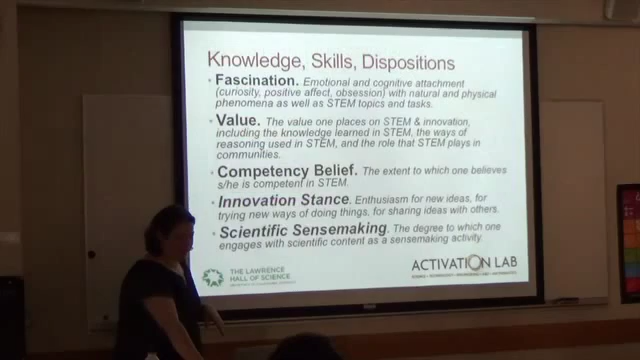 Knowledge, Skills, Dispositions
• Fascination. Emotional and cognitive attachment
(curiosity, positive affect, obsession) with natural and physical
phenomena as well as STEM topics and tasks.
• Value. The value one places on STEM & innovation,
including the knowledge learned in STEM, the ways of
reasoning used in STEM, and the role that STEM plays in
communities.
• Competency Belief. The extent to which one believes
s/he is competent in STEM.
• Innovation Stance. Enthusiasm for new ideas, for
trying new ways of doing things, for sharing ideas with others.
• Scientific Sensemaking. The degree to which one
engages with scientific content as a sensemaking activity.
THE LAWRENCE
HALL OF SCIENCE
ACTIVATION LAB